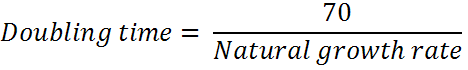 Doubling time = 70 / Natural growth rate